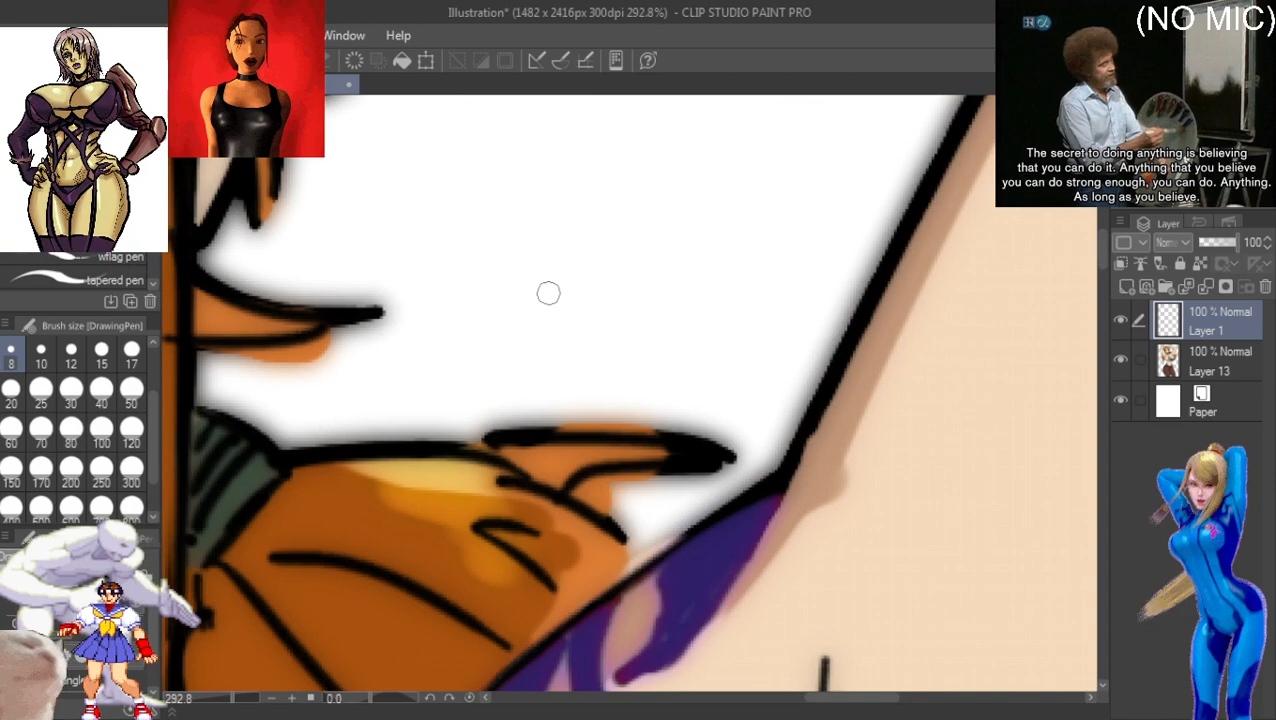 Illustration* (1482 x 2416px 300dpi 292.8%) - CLIP STUDIO PAINT PRO
(NO MIC)
Window Help
The secret to doing anything is believing
that you can do it. Anything that you believe
you can do strong enough, you can do. Anything.
As long as you believe.
Layer
100
wflag pen
tapered pen
Brush size [DrawingPen]
8 10 12 15 17
20 25 30 40 50
60 70 80 100 120
150 170 200 250 300
100 % Normal
Layer 1
100 % Normal
Layer 13
Paper
292.8 0.0